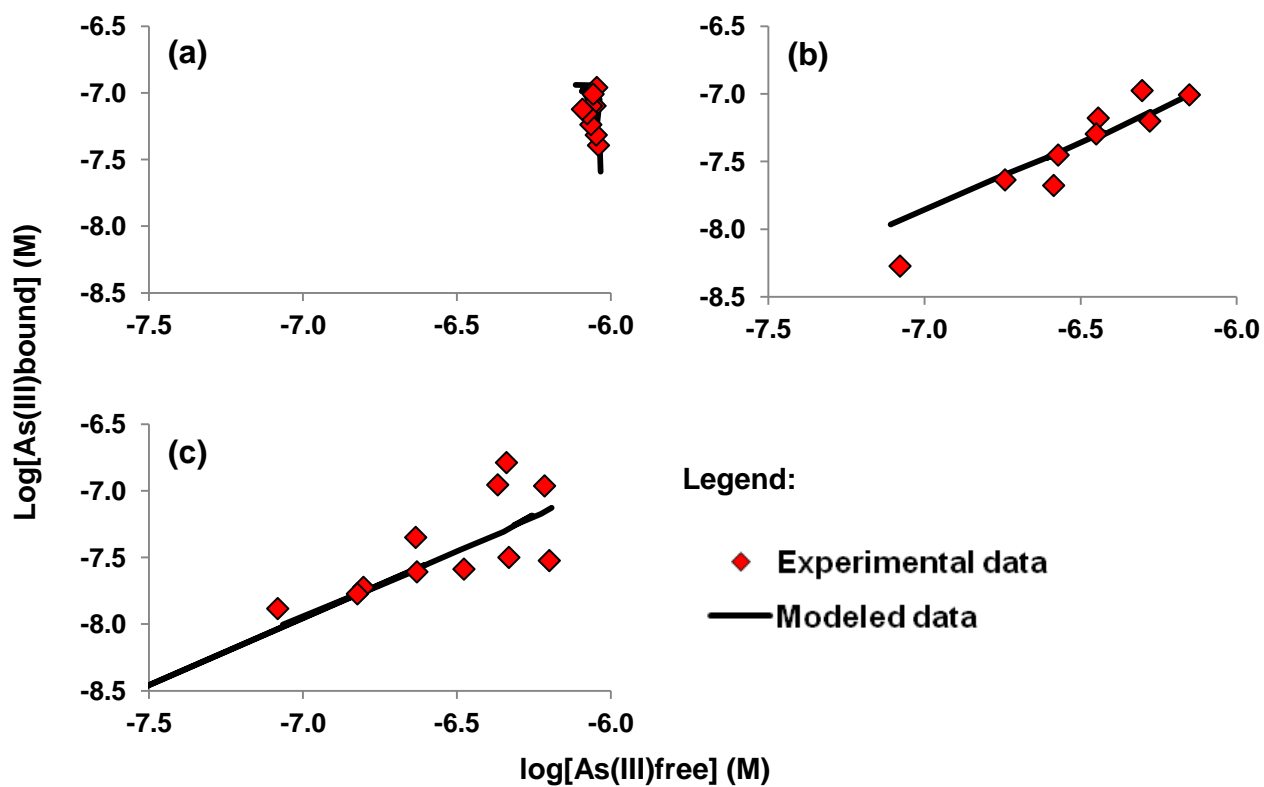 -6.5
-7.0
-7.5
-8.0
-8.5
(a)
-7.5 -7.0 -6.5 -6.0
-6.5
-7.0
-7.5
-8.0
-8.5
(b)
-7.5 -7.0 -6.5 -6.0
Log[As(III)bound] (M)
-6.5
-7.0
-7.5
-8.0
-8.5
(c)
-7.5 -7.0 -6.5 -6.0
log[As(III)free] (M)
Legend:
Experimental data
Modeled data